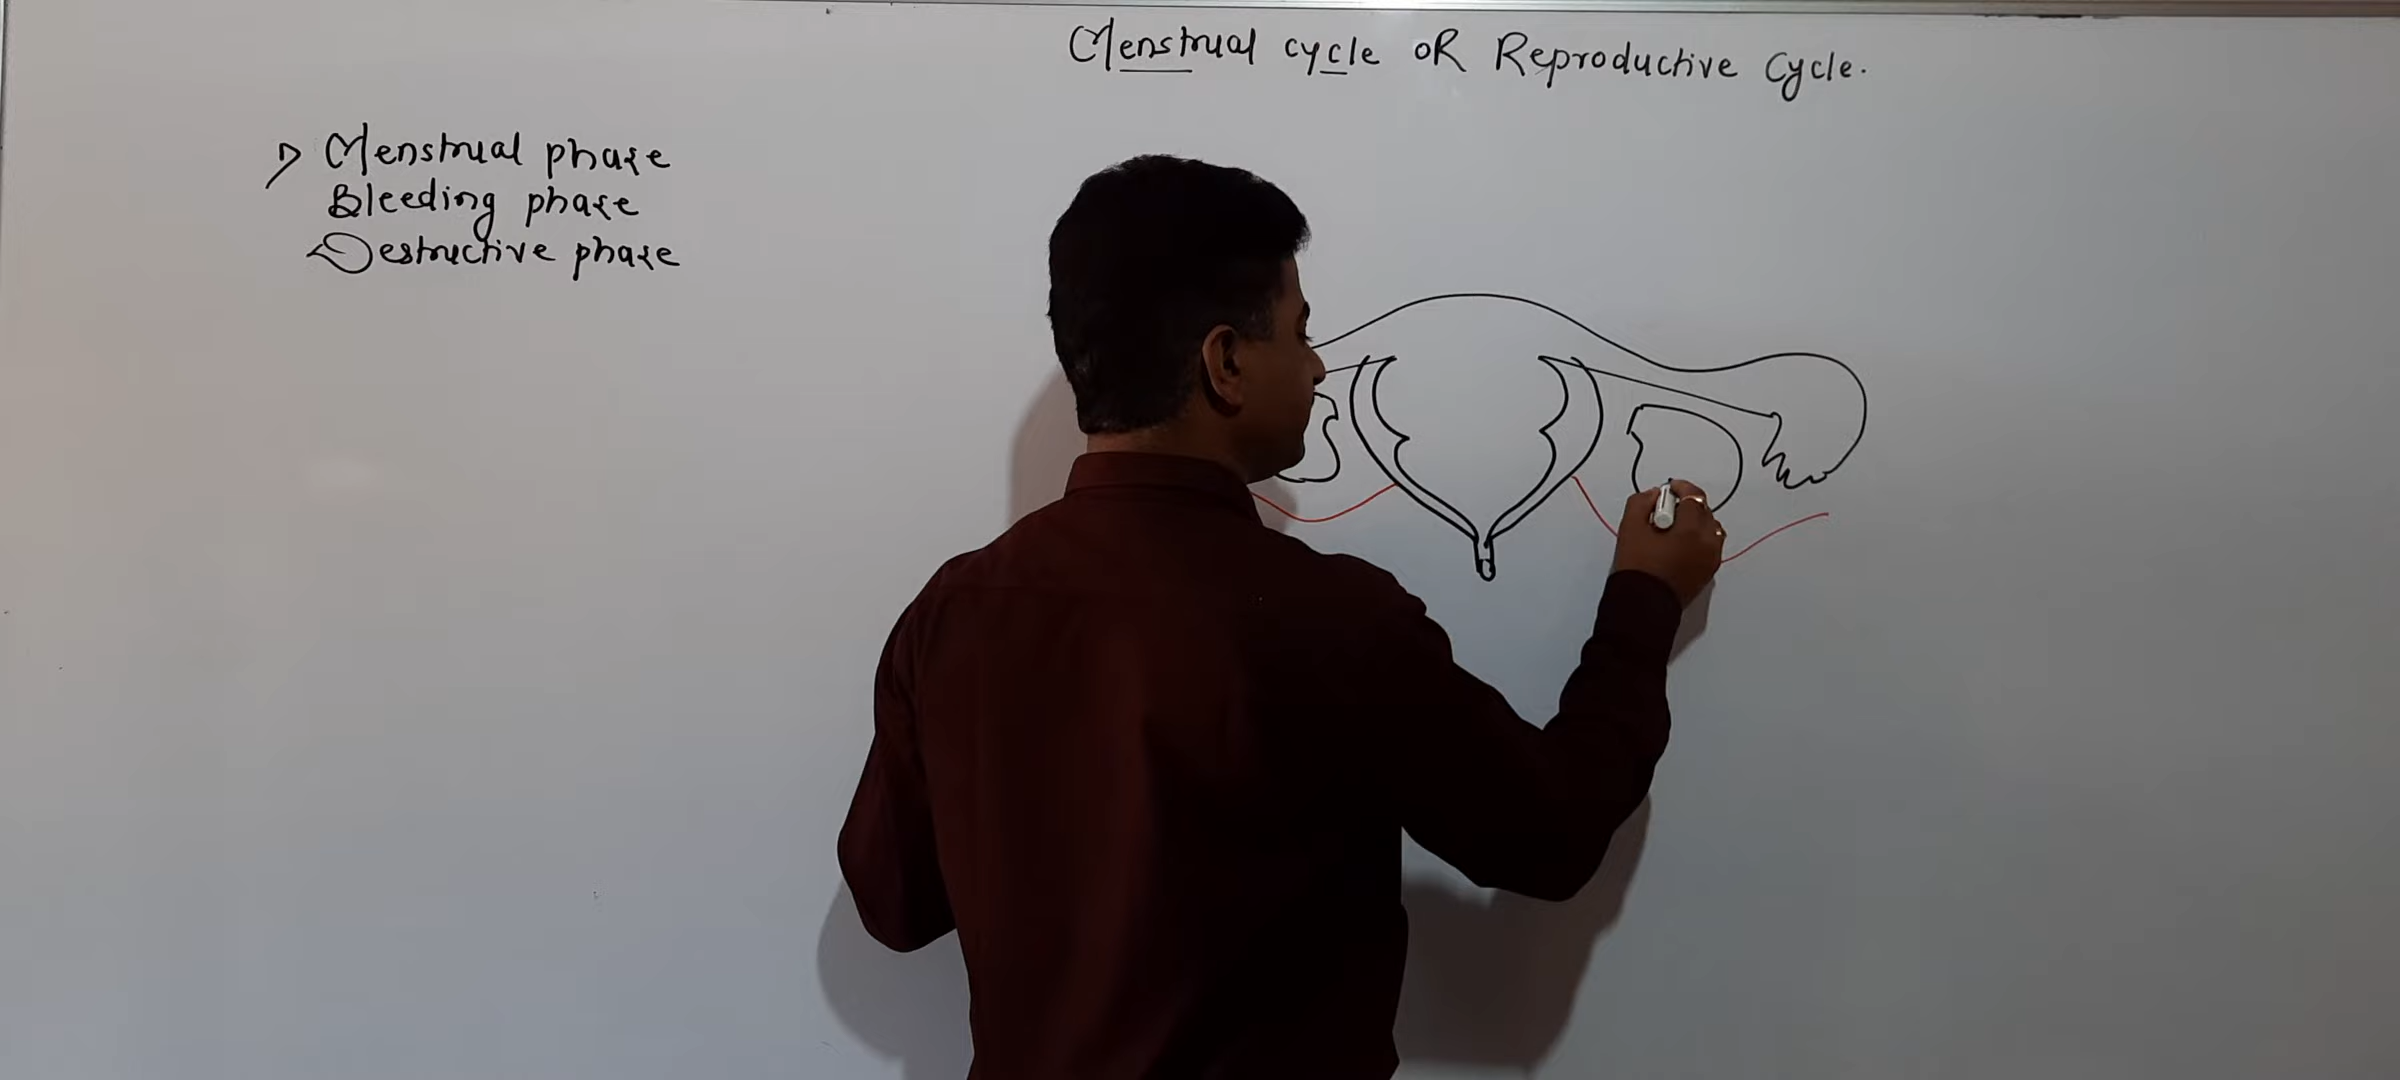 Menstrual cycle OR Reproductive Cycle.
Menstrual phase
Bleeding phase
Destructive phase